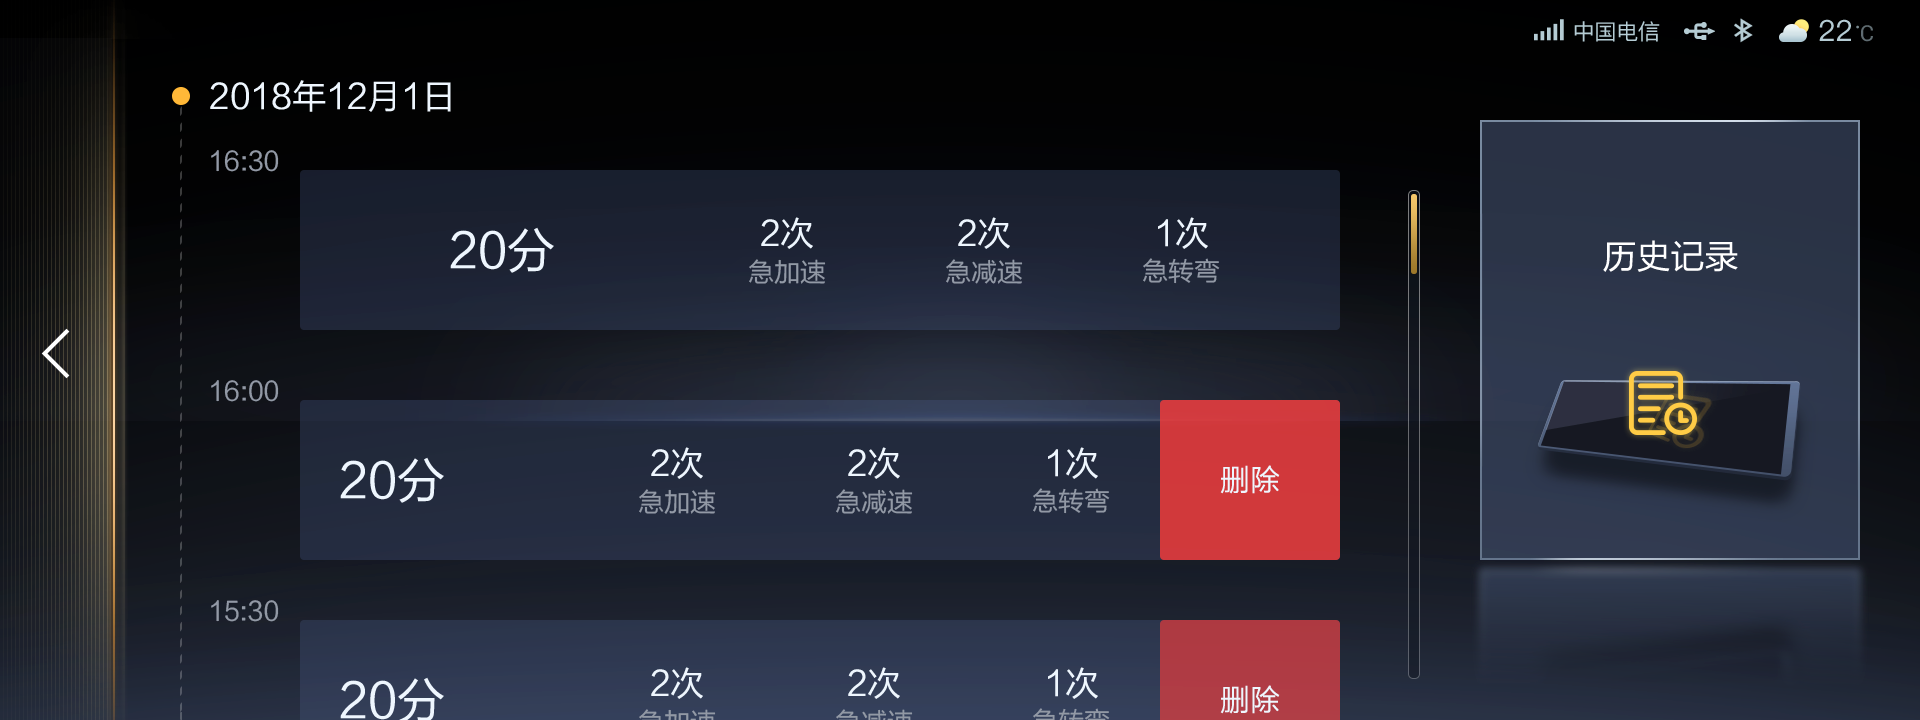 中国电信 22°C
2018年12月1日
16:30
20分
2次 2次 1次
急加速 急减速 急转弯
历史记录
16:00
20分
2次 2次 1次
急加速 急减速 急转弯
删除
15:30
20分
2次 2次 1次
急加速 急减速 急转弯
删除